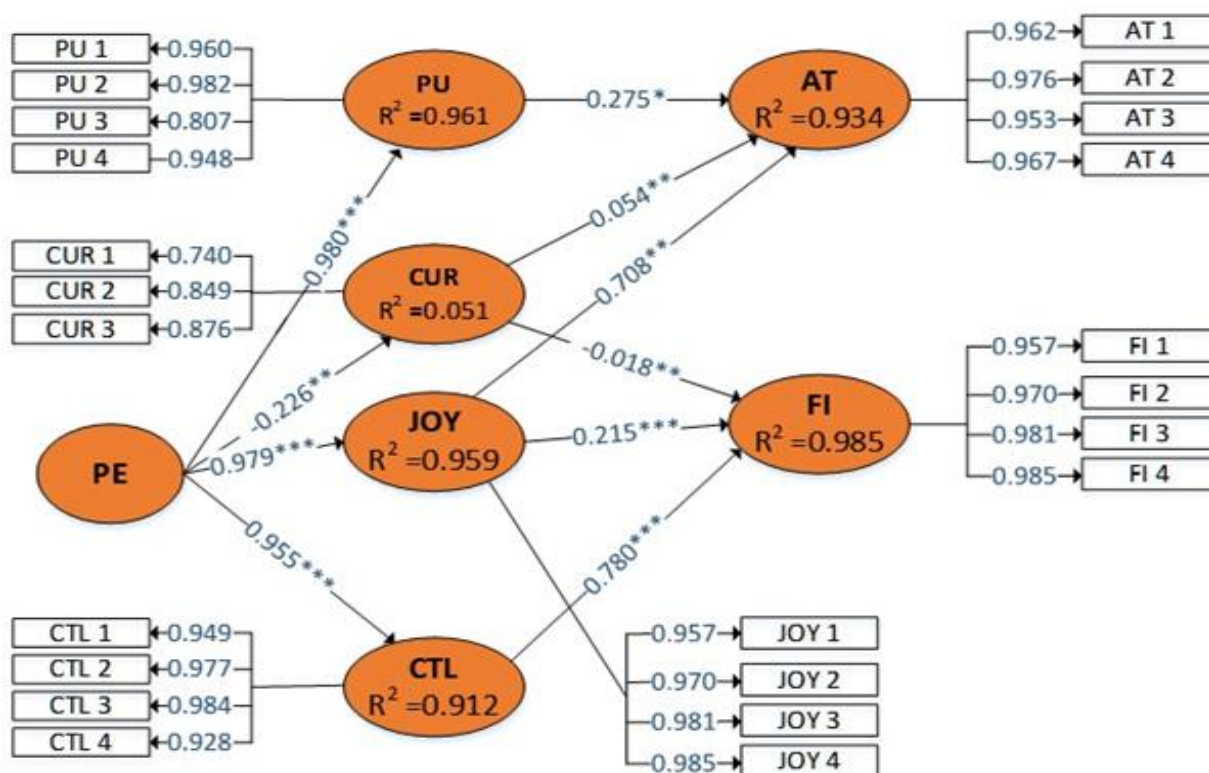 PU 1
0.960
PU 2
0.982
PU 3
0.807
PU 4
0.948
PU
R² =0.961
0.275*
AT
R² =0.934
0.962
AT 1
0.976
AT 2
0.953
AT 3
0.967
AT 4
0.980***
0.054**
0.708**
CUR 1
0.740
CUR 2
0.849
CUR 3
0.876
CUR
R² =0.051
-0.018**
-0.226**
0.979***
PE
JOY
R² =0.959
0.215***
FI
R² =0.985
0.957
FI 1
0.970
FI 2
0.981
FI 3
0.985
FI 4
0.955***
0.780***
CTL 1
0.949
CTL 2
0.977
CTL 3
0.984
CTL 4
0.928
CTL
R² =0.912
0.957
JOY 1
0.970
JOY 2
0.981
JOY 3
0.985
JOY 4